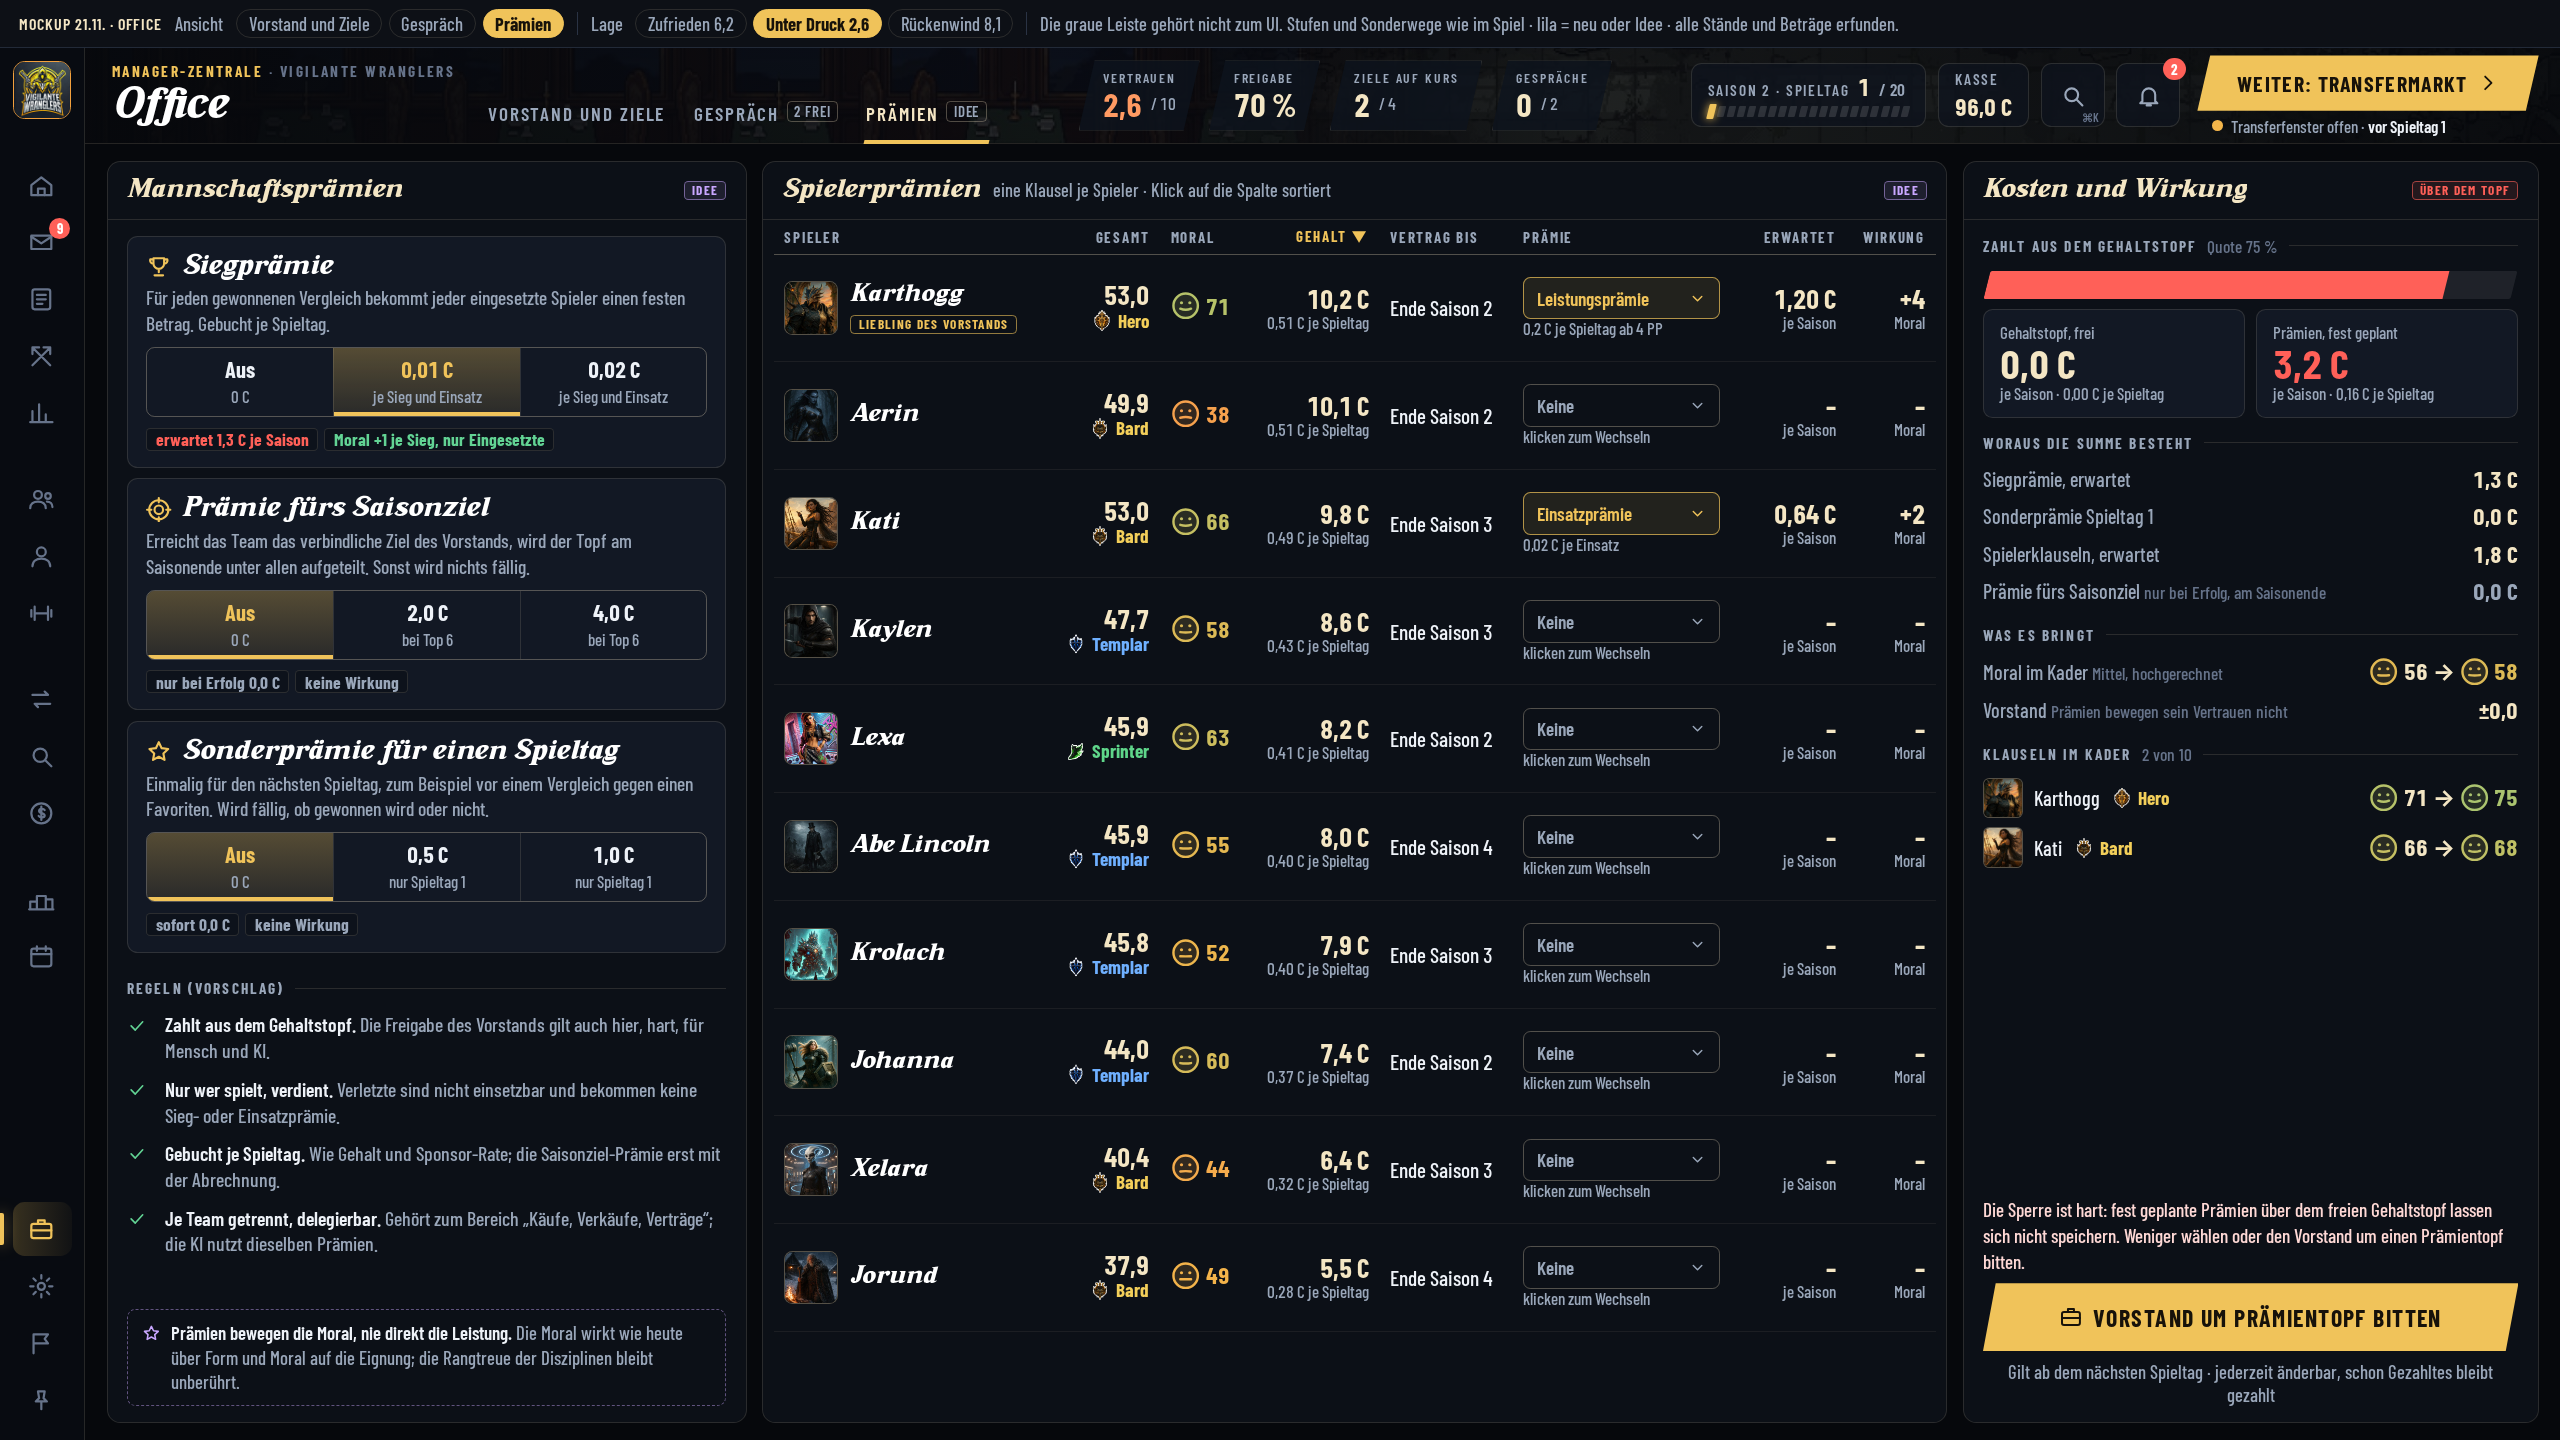 MOCKUP 21.11. · OFFICE Ansicht Vorstand und Ziele Gespräch Prämien Lage Zufrieden 6,2 Unter Druck 2,6 Rückenwind 8,1 Die graue Leiste gehört nicht zum UI. Stufen und Sonderwege wie im Spiel · lila = neu oder Idee · alle Stände und Beträge erfunden.
MANAGER-ZENTRALE · VIGILANTE WRANGLERS
Office
VORSTAND UND ZIELE GESPRÄCH 2 FREI PRÄMIEN IDEE
VERTRAUEN
2,6 / 10
FREIGABE
70 %
ZIELE AUF KURS
2 / 4
GESPRÄCHE
0 / 2
SAISON 2 · SPIELTAG 1 / 20
KASSE
96,0 C
⌘K
2
WEITER: TRANSFERMARKT
Transferfenster offen · vor Spieltag 1
9
Mannschaftsprämien IDEE
Siegprämie
Für jeden gewonnenen Vergleich bekommt jeder eingesetzte Spieler einen festen
Betrag. Gebucht je Spieltag.
Aus 0,01 C 0,02 C
0 C je Sieg und Einsatz je Sieg und Einsatz
erwartet 1,3 C je Saison Moral +1 je Sieg, nur Eingesetzte
Prämie fürs Saisonziel
Erreicht das Team das verbindliche Ziel des Vorstands, wird der Topf am
Saisonende unter allen aufgeteilt. Sonst wird nichts fällig.
Aus 2,0 C 4,0 C
0 C bei Top 6 bei Top 6
nur bei Erfolg 0,0 C keine Wirkung
Sonderprämie für einen Spieltag
Einmalig für den nächsten Spieltag, zum Beispiel vor einem Vergleich gegen einen
Favoriten. Wird fällig, ob gewonnen wird oder nicht.
Aus 0,5 C 1,0 C
0 C nur Spieltag 1 nur Spieltag 1
sofort 0,0 C keine Wirkung
REGELN (VORSCHLAG)
Zahlt aus dem Gehaltstopf. Die Freigabe des Vorstands gilt auch hier, hart, für
Mensch und KI.
Nur wer spielt, verdient. Verletzte sind nicht einsetzbar und bekommen keine
Sieg- oder Einsatzprämie.
Gebucht je Spieltag. Wie Gehalt und Sponsor-Rate; die Saisonziel-Prämie erst mit
der Abrechnung.
Je Team getrennt, delegierbar. Gehört zum Bereich „Käufe, Verkäufe, Verträge“;
die KI nutzt dieselben Prämien.
Prämien bewegen die Moral, nie direkt die Leistung. Die Moral wirkt wie heute
über Form und Moral auf die Eignung; die Rangtreue der Disziplinen bleibt
unberührt.
Spielerprämien eine Klausel je Spieler · Klick auf die Spalte sortiert IDEE
SPIELER GESAMT MORAL GEHALT ▼ VERTRAG BIS PRÄMIE ERWARTET WIRKUNG
Karthogg 53,0 71 10,2 C Ende Saison 2 Leistungsprämie 1,20 C +4
LIEBLING DES VORSTANDS Hero 0,51 C je Spieltag 0,2 C je Spieltag ab 4 PP je Saison Moral
Aerin 49,9 38 10,1 C Ende Saison 2 Keine – –
Bard 0,51 C je Spieltag klicken zum Wechseln je Saison Moral
Kati 53,0 66 9,8 C Ende Saison 3 Einsatzprämie 0,64 C +2
Bard 0,49 C je Spieltag 0,02 C je Einsatz je Saison Moral
Kaylen 47,7 58 8,6 C Ende Saison 3 Keine – –
Templar 0,43 C je Spieltag klicken zum Wechseln je Saison Moral
Lexa 45,9 63 8,2 C Ende Saison 2 Keine – –
Sprinter 0,41 C je Spieltag klicken zum Wechseln je Saison Moral
Abe Lincoln 45,9 55 8,0 C Ende Saison 4 Keine – –
Templar 0,40 C je Spieltag klicken zum Wechseln je Saison Moral
Krolach 45,8 52 7,9 C Ende Saison 3 Keine – –
Templar 0,40 C je Spieltag klicken zum Wechseln je Saison Moral
Johanna 44,0 60 7,4 C Ende Saison 2 Keine – –
Templar 0,37 C je Spieltag klicken zum Wechseln je Saison Moral
Xelara 40,4 44 6,4 C Ende Saison 3 Keine – –
Bard 0,32 C je Spieltag klicken zum Wechseln je Saison Moral
Jorund 37,9 49 5,5 C Ende Saison 4 Keine – –
Bard 0,28 C je Spieltag klicken zum Wechseln je Saison Moral
Kosten und Wirkung ÜBER DEM TOPF
ZAHLT AUS DEM GEHALTSTOPF Quote 75 %
Gehaltstopf, frei
0,0 C
je Saison · 0,00 C je Spieltag
Prämien, fest geplant
3,2 C
je Saison · 0,16 C je Spieltag
WORAUS DIE SUMME BESTEHT
Siegprämie, erwartet 1,3 C
Sonderprämie Spieltag 1 0,0 C
Spielerklauseln, erwartet 1,8 C
Prämie fürs Saisonziel nur bei Erfolg, am Saisonende 0,0 C
WAS ES BRINGT
Moral im Kader Mittel, hochgerechnet 56 → 58
Vorstand Prämien bewegen sein Vertrauen nicht ±0,0
KLAUSELN IM KADER 2 von 10
Karthogg Hero 71 → 75
Kati Bard 66 → 68
Die Sperre ist hart: fest geplante Prämien über dem freien Gehaltstopf lassen
sich nicht speichern. Weniger wählen oder den Vorstand um einen Prämientopf
bitten.
VORSTAND UM PRÄMIENTOPF BITTEN
Gilt ab dem nächsten Spieltag · jederzeit änderbar, schon Gezahltes bleibt
gezahlt